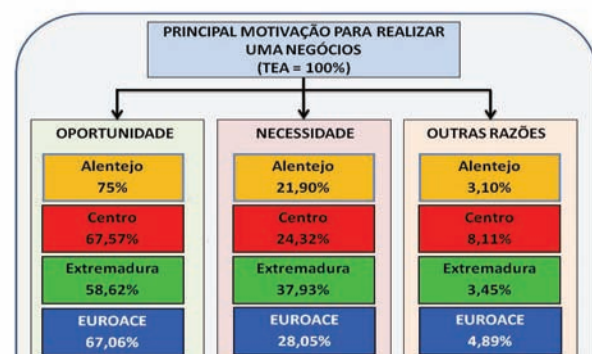 PRINCIPAL MOTIVAÇÃO PARA REALIZAR
UMA NEGÓCIOS
(TEA = 100%)
OPORTUNIDADE
Alentejo
75%
Centro
67,57%
Extremadura
58,62%
EUROACE
67,06%
NECESSIDADE
Alentejo
21,90%
Centro
24,32%
Extremadura
37,93%
EUROACE
28,05%
OUTRAS RAZÕES
Alentejo
3,10%
Centro
8,11%
Extremadura
3,45%
EUROACE
4,89%